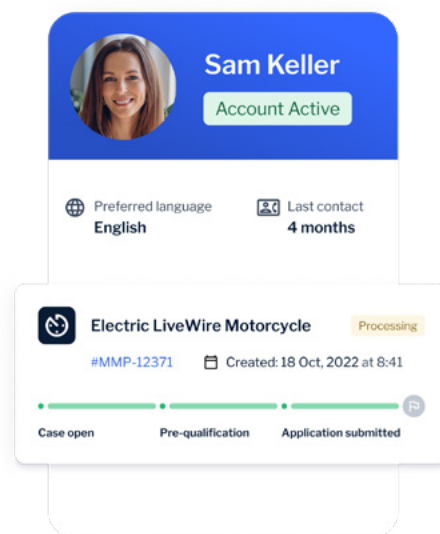 Sam Keller
Account Active
Preferred language
English
Last contact
4 months
Electric LiveWire Motorcycle
Processing
#MMP-12371
Created: 18 Oct, 2022 at 8:41
Case open
Pre-qualification
Application submitted